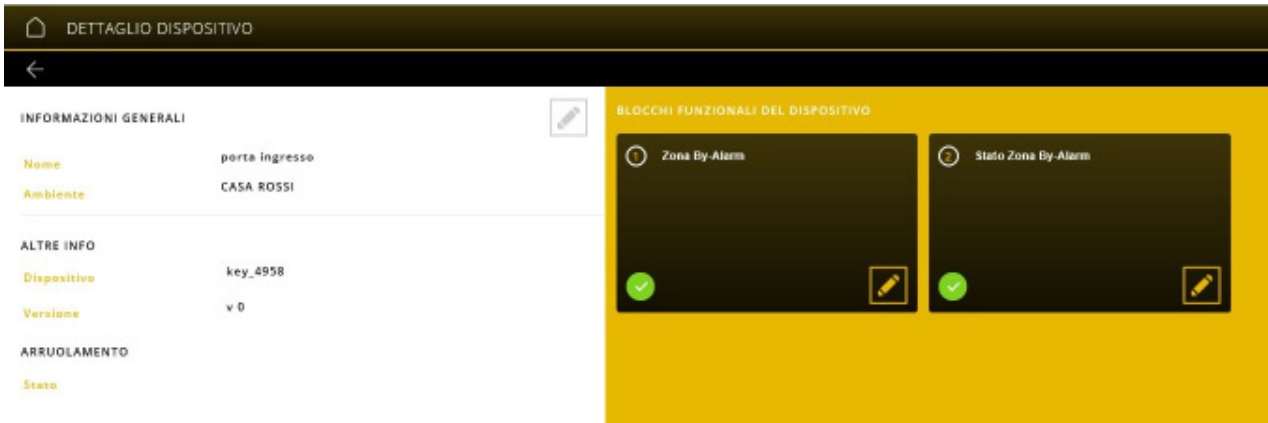 DETTAGLIO DISPOSITIVO
INFORMAZIONI GENERALI
Nome porta ingresso
Ambiente CASA ROSSI
ALTRE INFO
Dispositivo key_4958
Versione v 0
ARRUOLAMENTO
Stato
BLOCCHI FUNZIONALI DEL DISPOSITIVO
1 Zona By-Alarm
2 Stato Zona By-Alarm